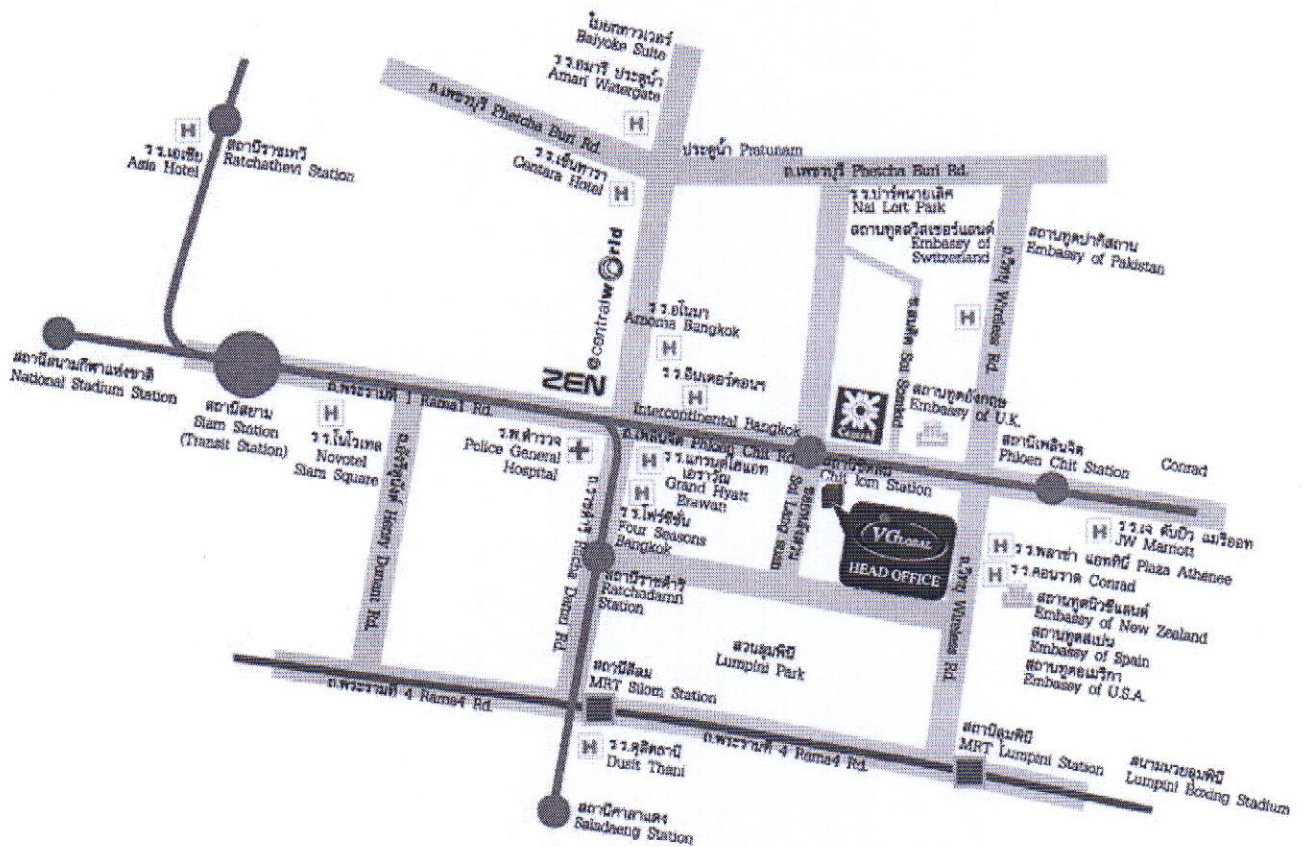 ใบหยกทาวเวอร์
Baiyoke Suite
ร.ร.อมารี ประตูน้ำ
Amari Watergate
ถ.เพชรบุรี Phetcha Buri Rd.
ประตูน้ำ Pratunam
ถ.เพชรบุรี Phetcha Buri Rd.
ร.ร.เอเชีย
Asia Hotel
สถานีราชเทวี
Ratchathevi Station
ร.ร.เซ็นทารา
Centara Hotel
ร.ร.ปาร์คนายเลิศ
Nai Lert Park
สถานทูตสวิสเซอร์แลนด์
Embassy of
Switzerland
สถานทูตปากีสถาน
Embassy of Pakistan
ถ.วิทยุ Wireless Rd.
ซ.สมคิด Soi Somkid
ZEN @centralworld
ร.ร.อโนมา
Arnoma Bangkok
ร.ร.อินเตอร์คอนฯ
Intercontinental Bangkok
สถานทูตอังกฤษ
Embassy of U.K.
สถานีสนามกีฬาแห่งชาติ
National Stadium Station
สถานีสยาม
Siam Station
(Transit Station)
ร.ร.โนโวเทล
Novotel
Siam Square
ถ.พระรามที่ 1 Rama1 Rd.
ร.พ.ตำรวจ
Police General
Hospital
ถ.เพลินจิต Phloen Chit Rd.
ร.ร.แกรนด์ไฮแอท
เอราวัณ
Grand Hyatt
Erawan
สถานีชิดลม
Chit lom Station
สถานีเพลินจิต
Phloen Chit Station
Conrad
ร.ร.โฟร์ซีซั่น
Four Seasons
Bangkok
ซอยหลังสวน
Soi Lang suan
VGLOBAL
HEAD OFFICE
ร.ร.เจ ดับบิว แมริออท
JW Marriott
ร.ร.พลาซ่า แอททินี Plaza Athenee
ร.ร.คอนราด Conrad
สถานทูตนิวซีแลนด์
Embassy of New Zealand
สถานทูตสเปน
Embassy of Spain
สถานทูตอเมริกา
Embassy of U.S.A.
ถ.อังรีดูนังต์ Henry Dunant Rd.
ถ.ราชดำริ Ratcha Damri Rd.
สถานีราชดำริ
Ratchadamri
Station
ถ.วิทยุ Wireless Rd.
สวนลุมพินี
Lumpini Park
สถานีสีลม
MRT Silom Station
ถ.พระรามที่ 4 Rama4 Rd.
ถ.พระรามที่ 4 Rama4 Rd.
ร.ร.ดุสิตธานี
Dusit Thani
สถานีลุมพินี
MRT Lumpini Station
สนามมวยลุมพินี
Lumpini Boxing Stadium
สถานีศาลาแดง
Saladaeng Station